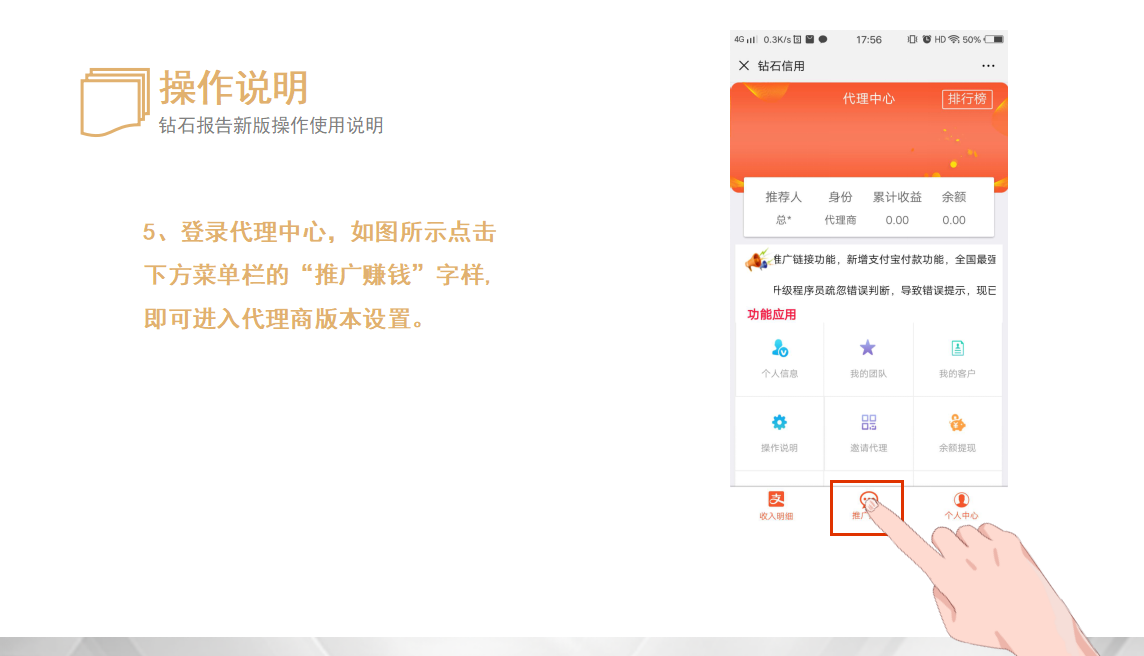 操作说明
钻石报告新版操作使用说明
5、登录代理中心，如图所示点击
下方菜单栏的“推广赚钱”字样,
即可进入代理商版本设置。
4G 0.3K/s 17:56 HD 50%
钻石信用
代理中心 排行榜
推荐人 身份 累计收益 余额
总* 代理商 0.00 0.00
推广链接功能，新增支付宝付款功能，全国最强
升级程序员疏忽错误判断，导致错误提示，现已
功能应用
个人信息 我的团队 我的客户
操作说明 邀请代理 余额提现
支
收入明细 推广 个人中心